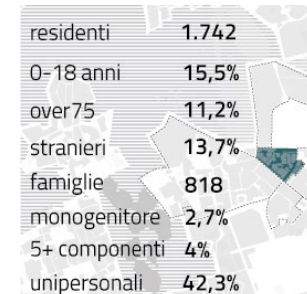 residenti 1.742
0-18 anni 15,5%
over75 11,2%
stranieri 13,7%
famiglie 818
monogenitore 2,7%
5+ componenti 4%
unipersonali 42,3%